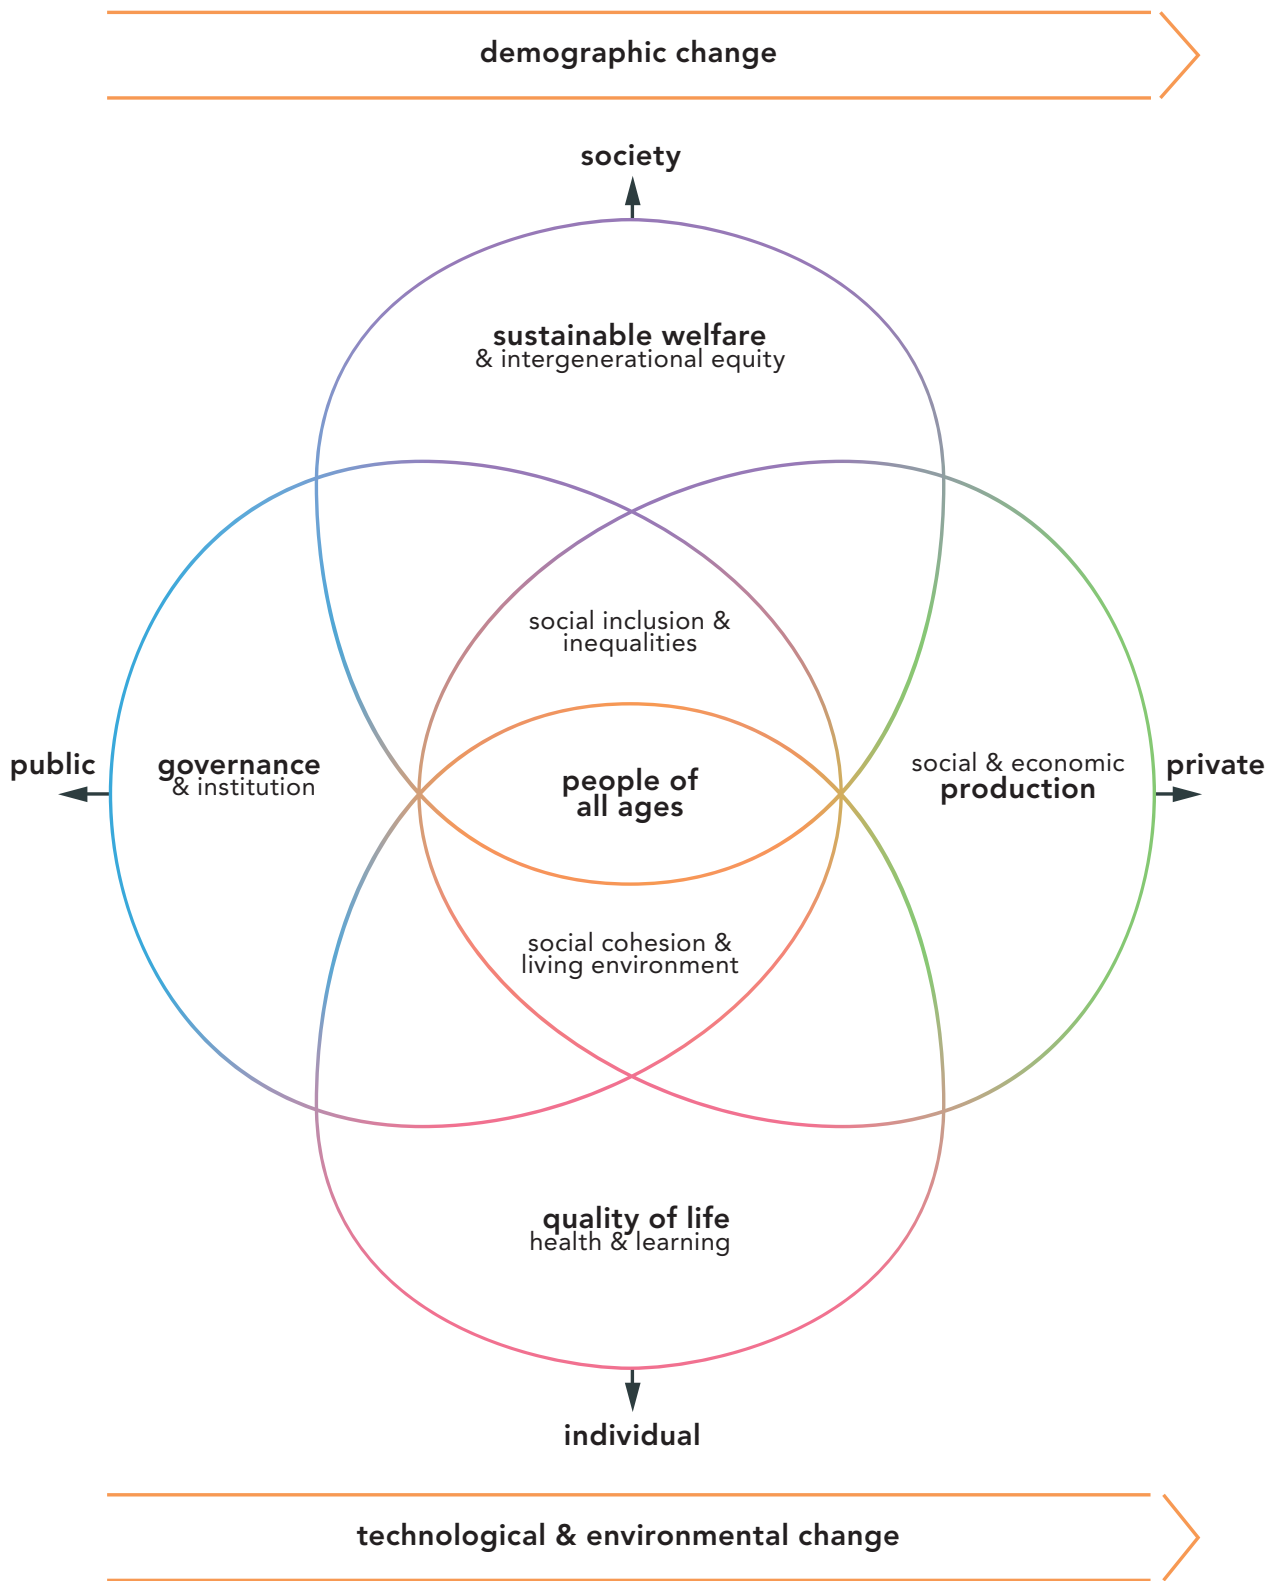 demographic change
society
sustainable welfare
& intergenerational equity
social inclusion &
inequalities
public
governance
& institution
people of
all ages
social & economic
production
private
social cohesion &
living environment
quality of life
health & learning
individual
technological & environmental change